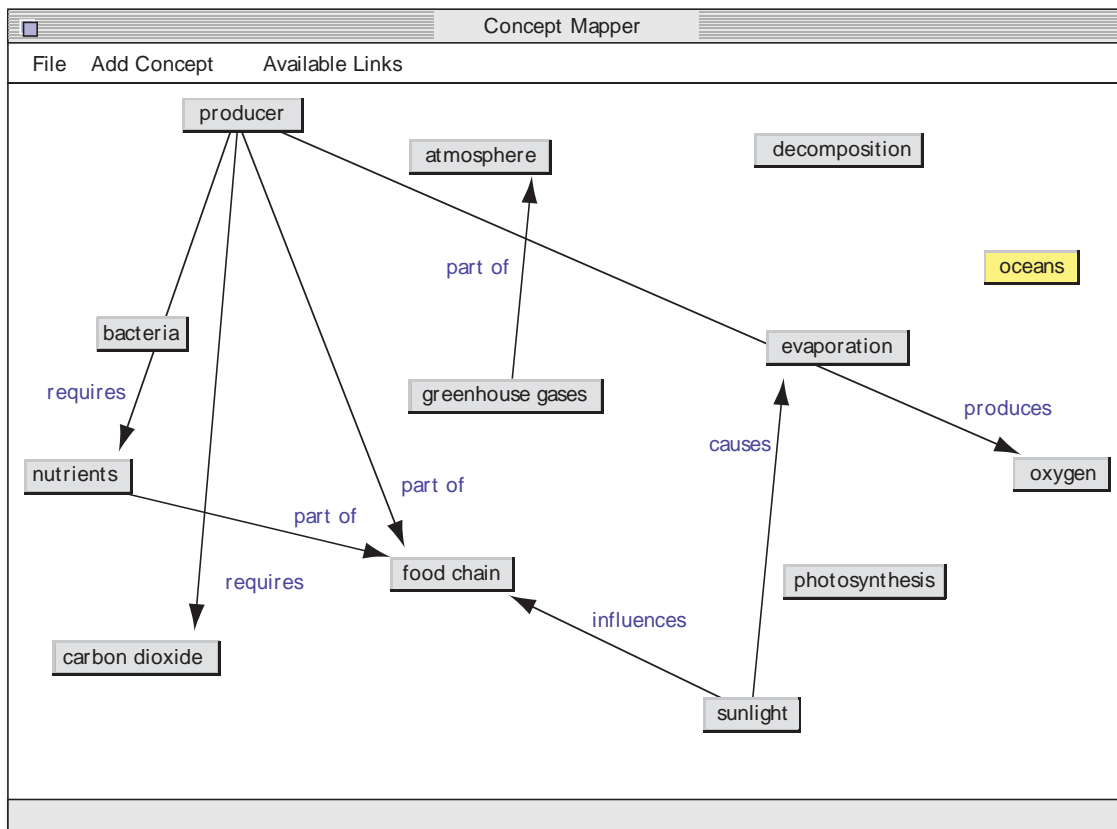 Concept Mapper
File Add Concept Available Links
producer
atmosphere
decomposition
part of
oceans
bacteria
evaporation
requires
greenhouse gases
produces
causes
nutrients
oxygen
part of
part of
food chain
photosynthesis
requires
influences
carbon dioxide
sunlight